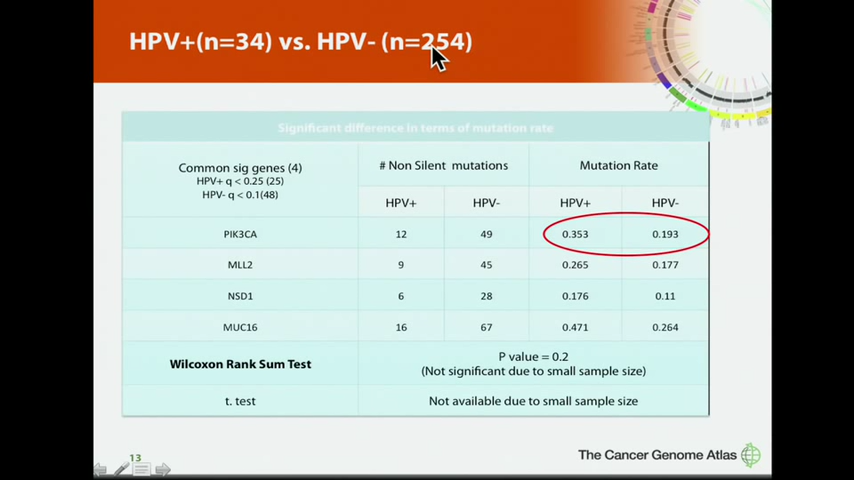 HPV+(n=34) vs. HPV- (n=254)
Significant difference in terms of mutation rate
Common sig genes (4)
HPV+ q < 0.25 (25)
HPV- q < 0.1(48)
# Non Silent mutations
Mutation Rate
HPV+ HPV- HPV+ HPV-
PIK3CA 12 49 0.353 0.193
MLL2 9 45 0.265 0.177
NSD1 6 28 0.176 0.11
MUC16 16 67 0.471 0.264
Wilcoxon Rank Sum Test
P value = 0.2
(Not significant due to small sample size)
t. test Not available due to small sample size
13
The Cancer Genome Atlas